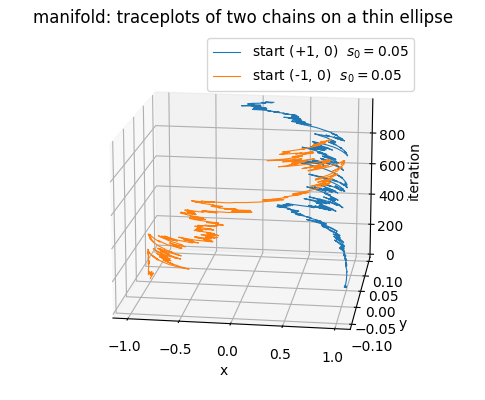 manifold: traceplots of two chains on a thin ellipse
start (+1, 0)  s₀ = 0.05
start (-1, 0)  s₀ = 0.05
800
600
400
200
0
iteration
0.10
0.05
0.00
−0.05
−0.10
y
−1.0
−0.5
0.0
0.5
1.0
x